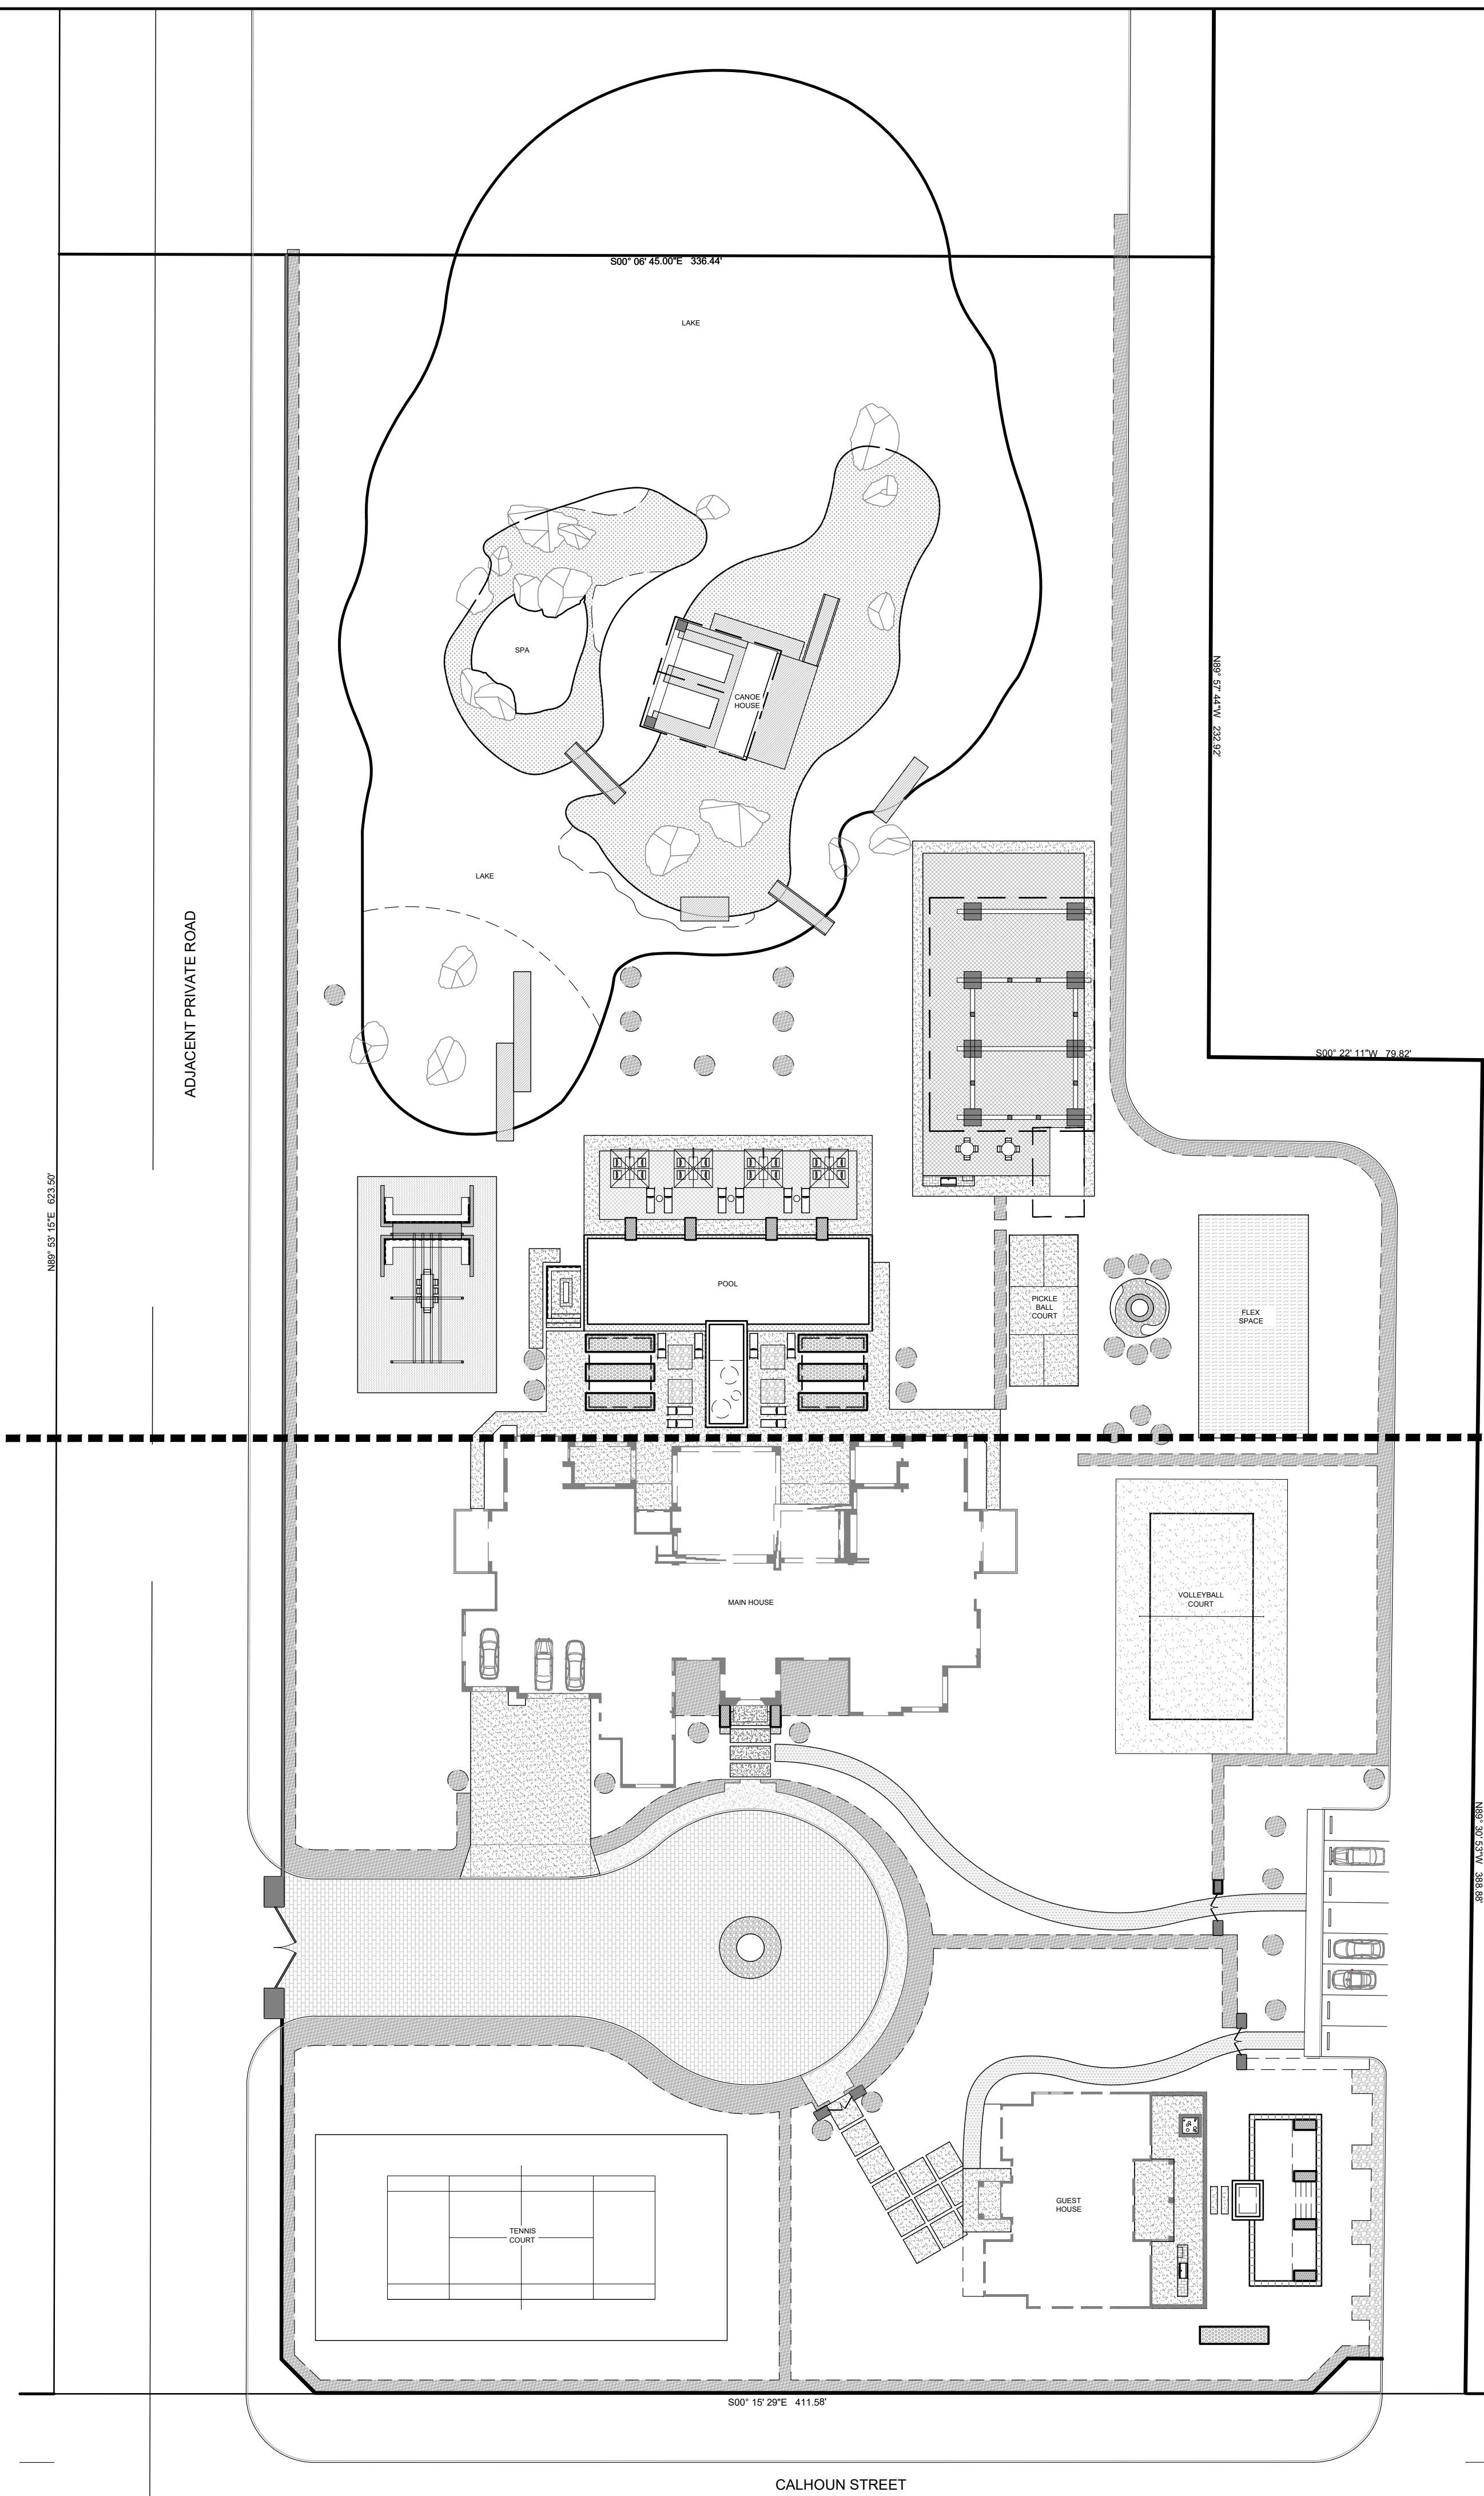 S00° 06' 45.00"E 336.44'
LAKE
SPA
CANOE
HOUSE
N89° 57' 44"W 232.92'
LAKE
ADJACENT PRIVATE ROAD
S00° 22' 11"W 79.82'
N89° 53' 15"E 623.50'
POOL
PICKLE
BALL
COURT
FLEX
SPACE
MAIN HOUSE
VOLLEYBALL
COURT
N89° 30' 53"W 388.88'
GUEST
HOUSE
TENNIS
COURT
S00° 15' 29"E 411.58'
CALHOUN STREET